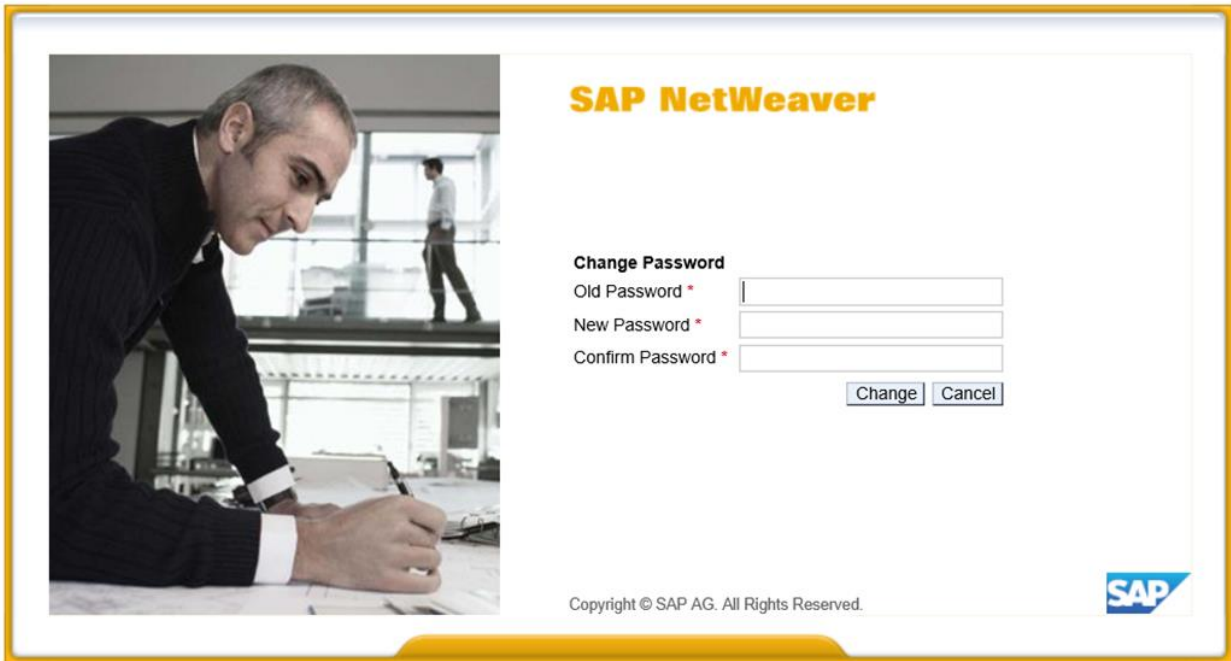 SAP NetWeaver
Change Password
Old Password *
New Password *
Confirm Password *
Change Cancel
Copyright © SAP AG. All Rights Reserved.
SAP